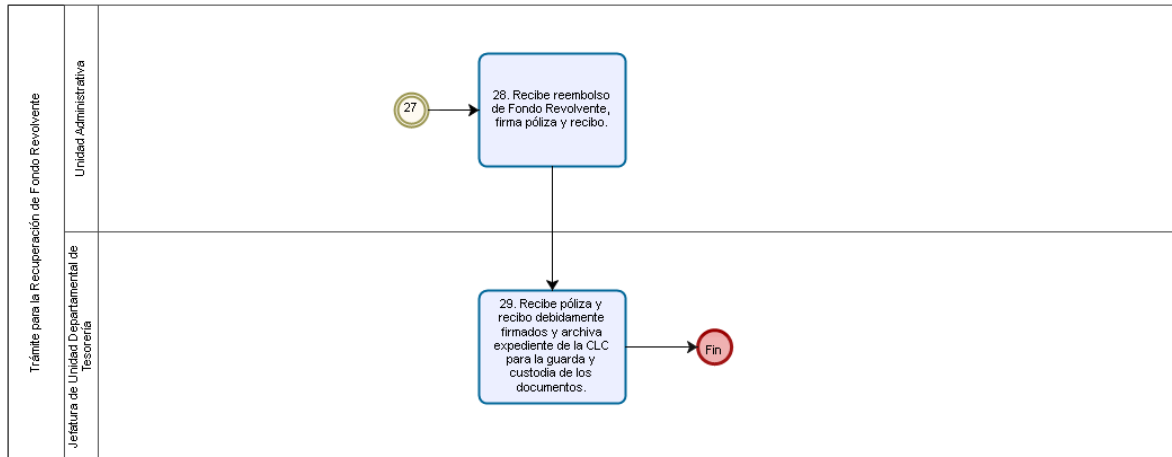 Trámite para la Recuperación de Fondo Revolvente
Unidad Administrativa
27
28. Recibe reembolso
de Fondo Revolvente,
firma póliza y recibo.
Jefatura de Unidad Departamental de
Tesorería
29. Recibe póliza y
recibo debidamente
firmados y archiva
expediente de la CLC
para la guarda y
custodia de los
documentos.
Fin